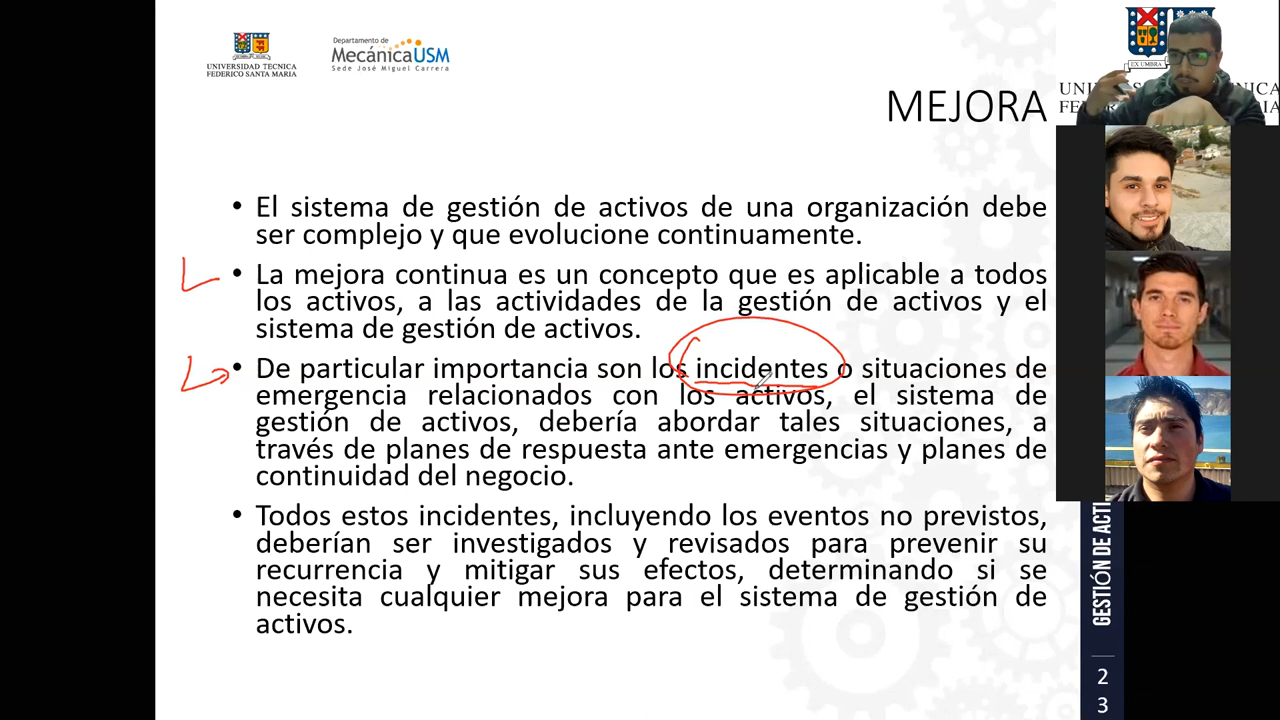 UNIVERSIDAD TECNICA
FEDERICO SANTA MARIA
Departamento de
MecánicaUSM
Sede José Miguel Carrera
EX UMBRA
MEJORA
• El sistema de gestión de activos de una organización debe
ser complejo y que evolucione continuamente.
• La mejora continua es un concepto que es aplicable a todos
los activos, a las actividades de la gestión de activos y el
sistema de gestión de activos.
• De particular importancia son los incidentes o situaciones de
emergencia relacionados con los activos, el sistema de
gestión de activos, debería abordar tales situaciones, a
través de planes de respuesta ante emergencias y planes de
continuidad del negocio.
• Todos estos incidentes, incluyendo los eventos no previstos,
deberían ser investigados y revisados para prevenir su
recurrencia y mitigar sus efectos, determinando si se
necesita cualquier mejora para el sistema de gestión de
activos.
GESTIÓN DE ACTI
2
3